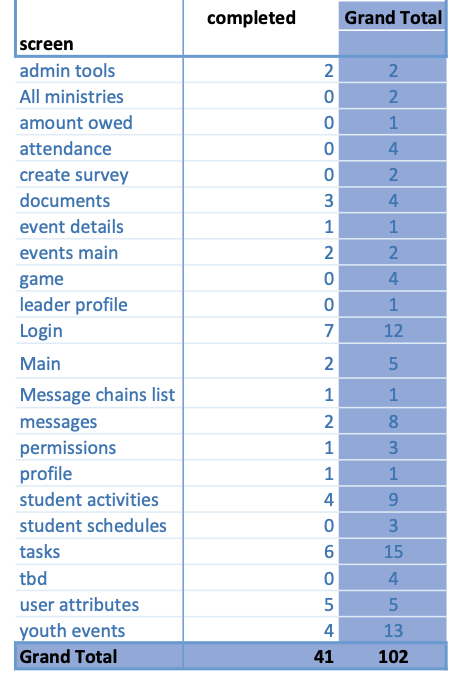 completed Grand Total
screen
admin tools 2 2
All ministries 0 2
amount owed 0 1
attendance 0 4
create survey 0 2
documents 3 4
event details 1 1
events main 2 2
game 0 4
leader profile 0 1
Login 7 12
Main 2 5
Message chains list 1 1
messages 2 8
permissions 1 3
profile 1 1
student activities 4 9
student schedules 0 3
tasks 6 15
tbd 0 4
user attributes 5 5
youth events 4 13
Grand Total 41 102